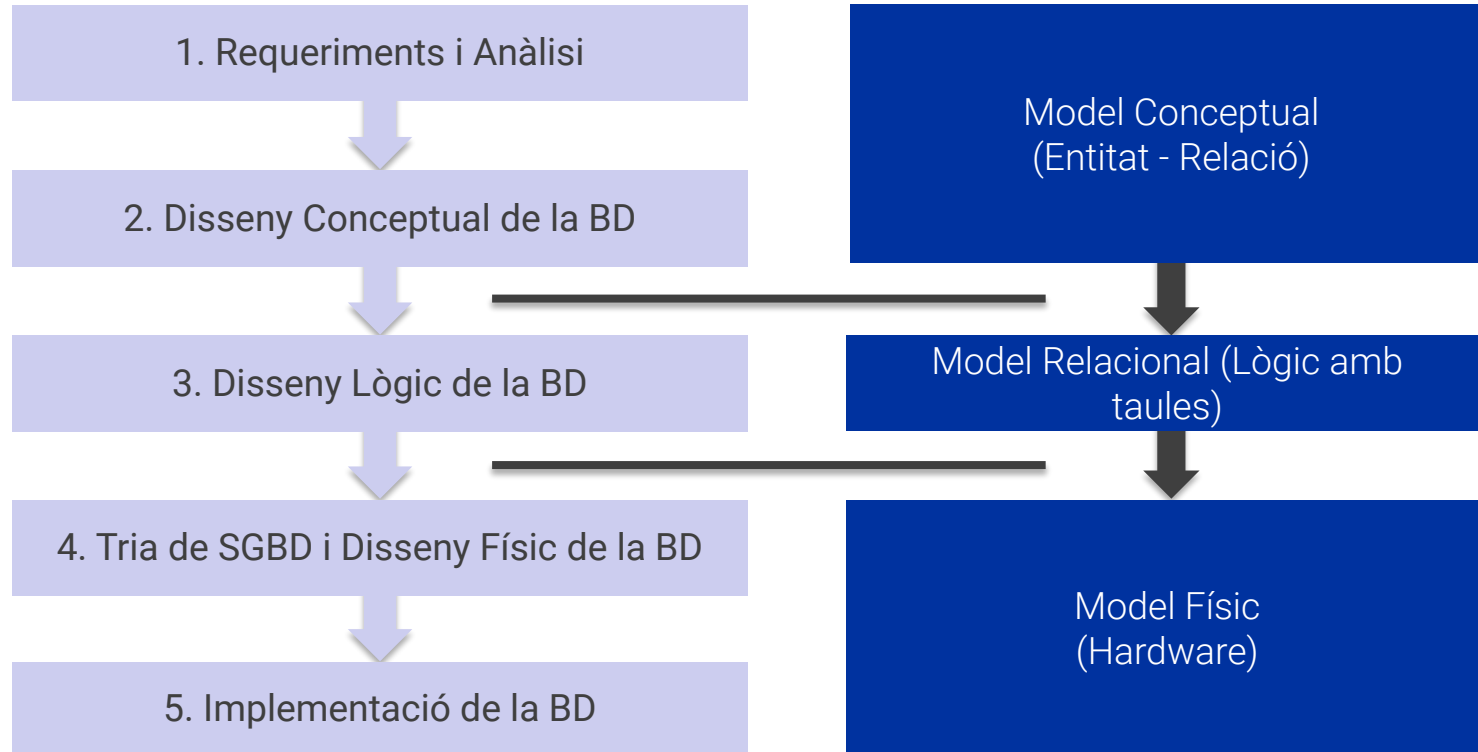 1. Requeriments i Anàlisi
2. Disseny Conceptual de la BD
3. Disseny Lògic de la BD
4. Tria de SGBD i Disseny Físic de la BD
5. Implementació de la BD
Model Conceptual
(Entitat - Relació)
Model Relacional (Lògic amb
taules)
Model Físic
(Hardware)